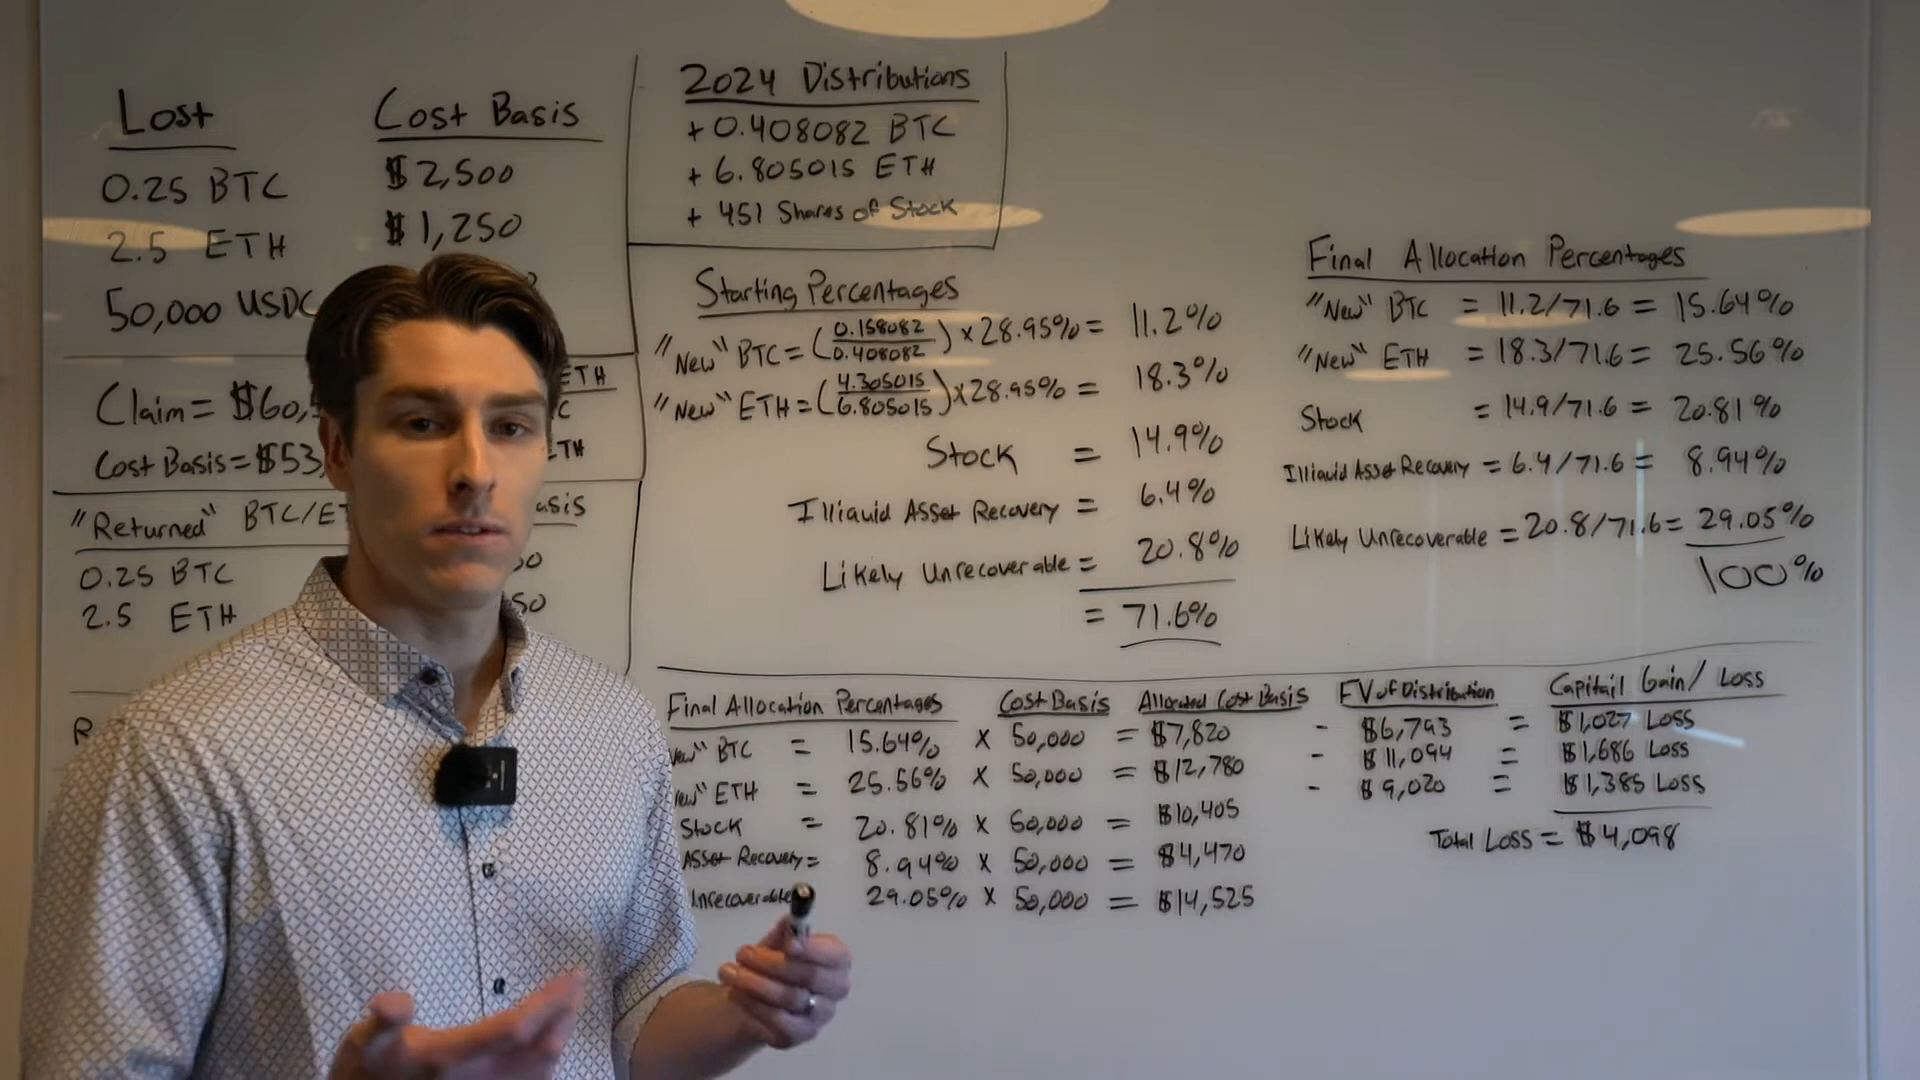 Lost Cost Basis
0.25 BTC $2,500
2.5 ETH $1,250
50,000 USDC
Claim = $60,
Cost Basis = $53,
ETH
"Returned" BTC/ET asis
0.25 BTC
2.5 ETH 50
R
2024 Distributions
+ 0.408082 BTC
+ 6.805015 ETH
+ 451 Shares of Stock
Starting Percentages
"New" BTC = (0.158082/0.408082) x 28.95% = 11.2%
"New" ETH = (4.305015/6.805015) x 28.95% = 18.3%
Stock = 14.9%
Illiquid Asset Recovery = 6.4%
Likely Unrecoverable = 20.8%
= 71.6%
Final Allocation Percentages
"New" BTC = 11.2/71.6 = 15.64%
"New" ETH = 18.3/71.6 = 25.56%
Stock = 14.9/71.6 = 20.81%
Illiquid Asset Recovery = 6.4/71.6 = 8.94%
Likely Unrecoverable = 20.8/71.6 = 29.05%
100%
Final Allocation Percentages Cost Basis Allocated Cost Basis FV of Distribution Capitail Gain/Loss
New" BTC = 15.64% x 50,000 = $7,820 - $6,793 = $1,027 Loss
New" ETH = 25.56% x 50,000 = $12,780 - $11,094 = $1,686 Loss
Stock = 20.81% x 50,000 = $10,405 - $9,020 = $1,385 Loss
Asset Recovery = 8.94% x 50,000 = $4,470
Unrecoverable 29.05% x 50,000 = $14,525
Total Loss = $4,098